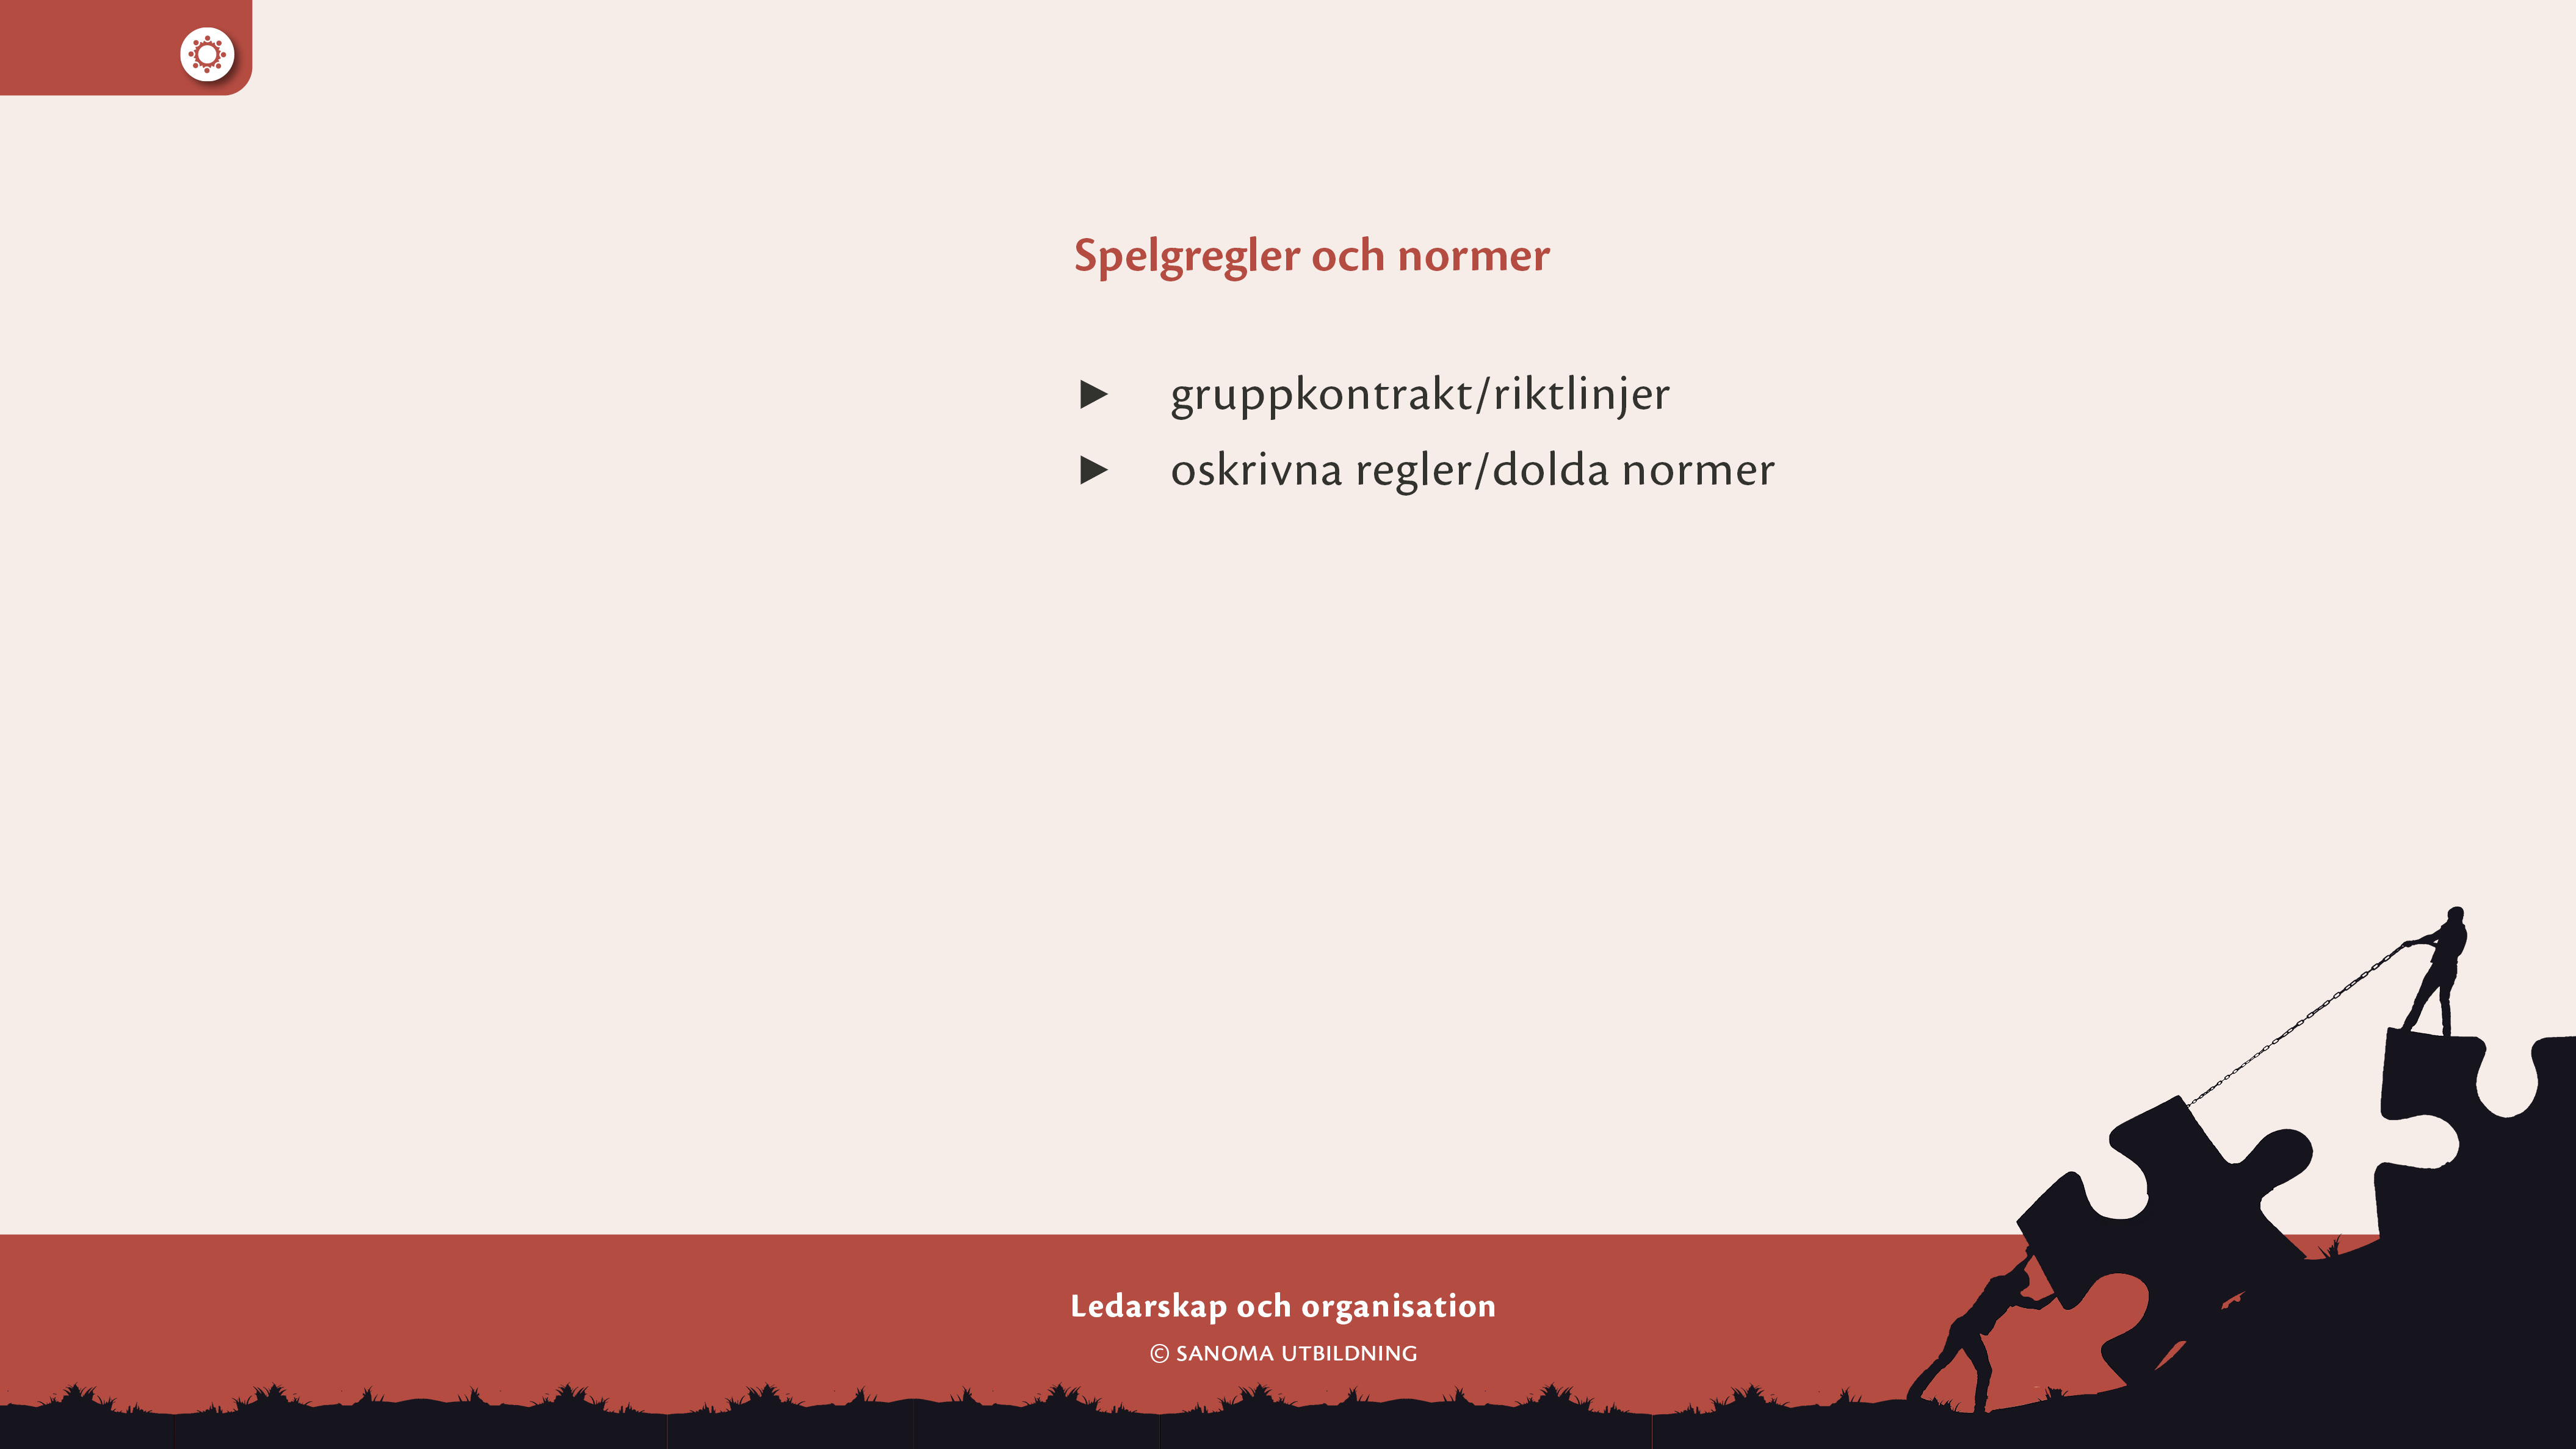 Spelgregler och normer
► gruppkontrakt/riktlinjer
► oskrivna regler/dolda normer
Ledarskap och organisation
© SANOMA UTBILDNING